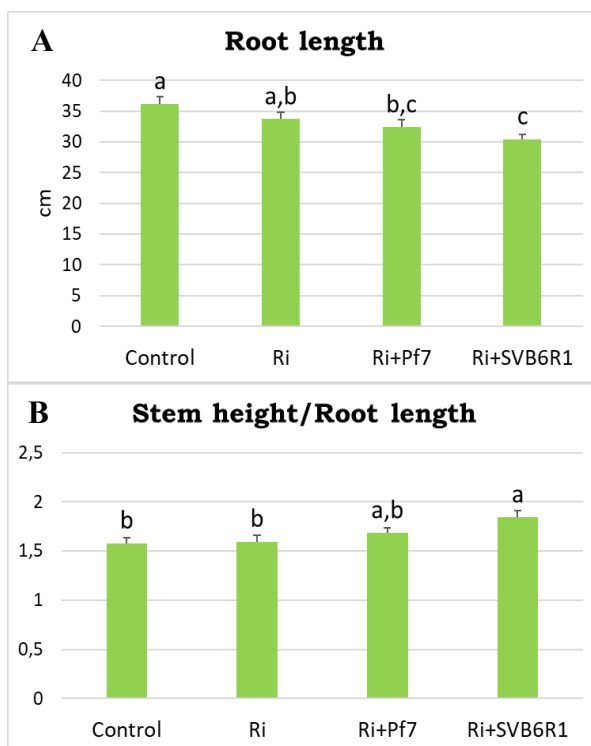 A Root length
a a,b b,c c
40
35
30
25
20
15
10
5
0
cm
Control Ri Ri+Pf7 Ri+SVB6R1
B Stem height/Root length
2,5
2
1,5
1
0,5
0
b b a,b a
Control Ri Ri+Pf7 Ri+SVB6R1